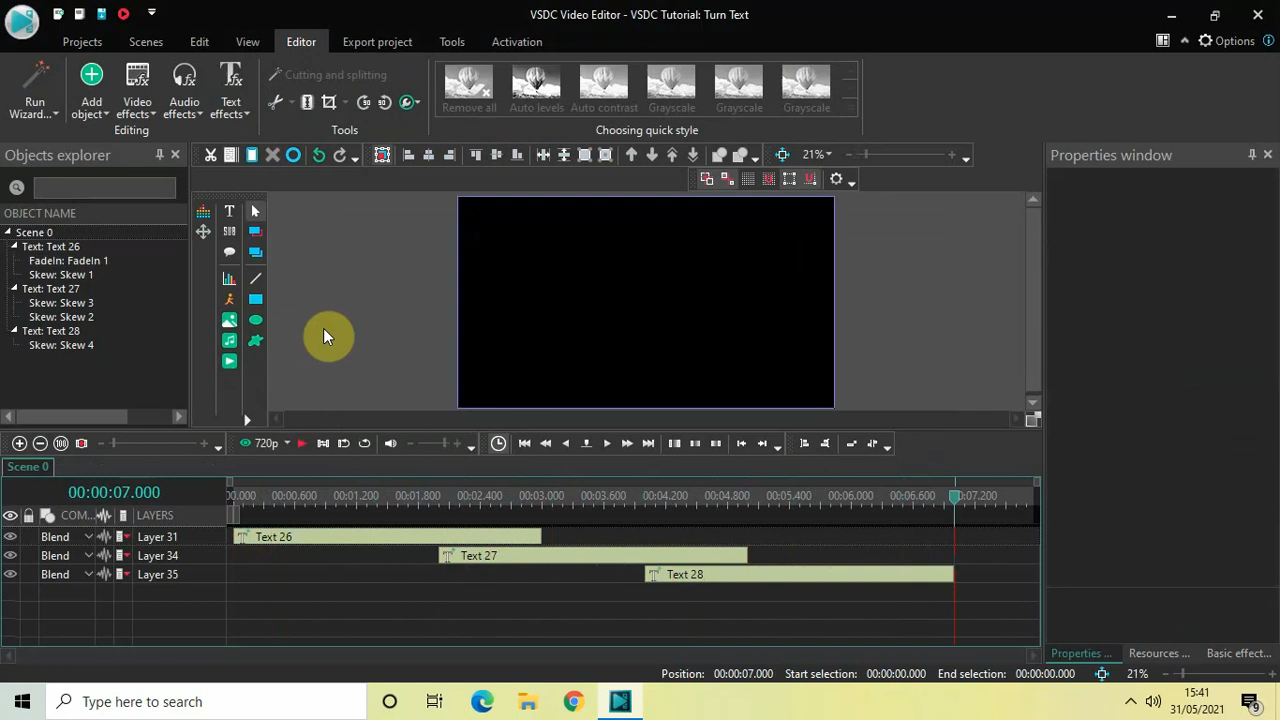 VSDC Video Editor - VSDC Tutorial: Turn Text
Projects Scenes Edit View Editor Export project Tools Activation
Options
Run Wizard...
Add object
Video effects
Audio effects
Text effects
Editing
Cutting and splitting
Tools
Remove all
Auto levels
Auto contrast
Grayscale
Grayscale
Grayscale
Choosing quick style
Objects explorer
21%
Properties window
OBJECT NAME
Scene 0
Text: Text 26
FadeIn: FadeIn 1
Skew: Skew 1
Text: Text 27
Skew: Skew 3
Skew: Skew 2
Text: Text 28
Skew: Skew 4
720p
Scene 0
00:00:07.000
0.000 00:00.600 00:01.200 00:01.800 00:02.400 00:03.000 00:03.600 00:04.200 00:04.800 00:05.400 00:06.000 00:06.600 00:07.200
COM... LAYERS
Blend Layer 31 Text 26
Blend Layer 34 Text 27
Blend Layer 35 Text 28
Properties ... Resources ... Basic effect...
Position: 00:00:07.000 Start selection: 00:00:00.000 End selection: 00:00:00.000 21%
Type here to search
15:41
31/05/2021
9